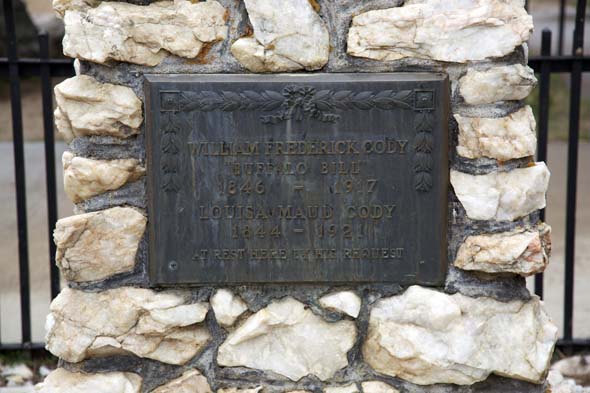 WILLIAM FREDERICK CODY
"BUFFALO BILL"
1846 - 1917
LOUISA MAUD CODY
1844 - 1921
AT REST HERE BY HIS REQUEST